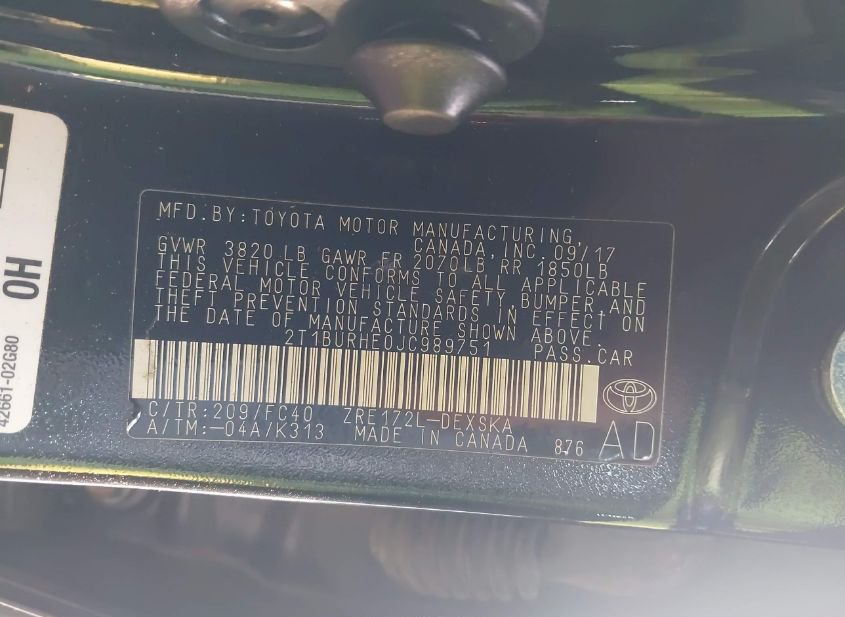 MFD.BY:TOYOTA MOTOR MANUFACTURING,
CANADA, INC. 09/17
GVWR 3820 LB GAWR FR 2070LB RR 1850LB
THIS VEHICLE CONFORMS TO ALL APPLICABLE
FEDERAL MOTOR VEHICLE SAFETY,BUMPER,AND
THEFT PREVENTION STANDARDS IN EFFECT ON
THE DATE OF MANUFACTURE SHOWN ABOVE.
2T1BURHE0JC989751 PASS.CAR
C/TR:209/FC40 ZRE172L-DEXSKA
A/TM:-04A/K313 MADE IN CANADA 876 AD
0H
42661-02G80